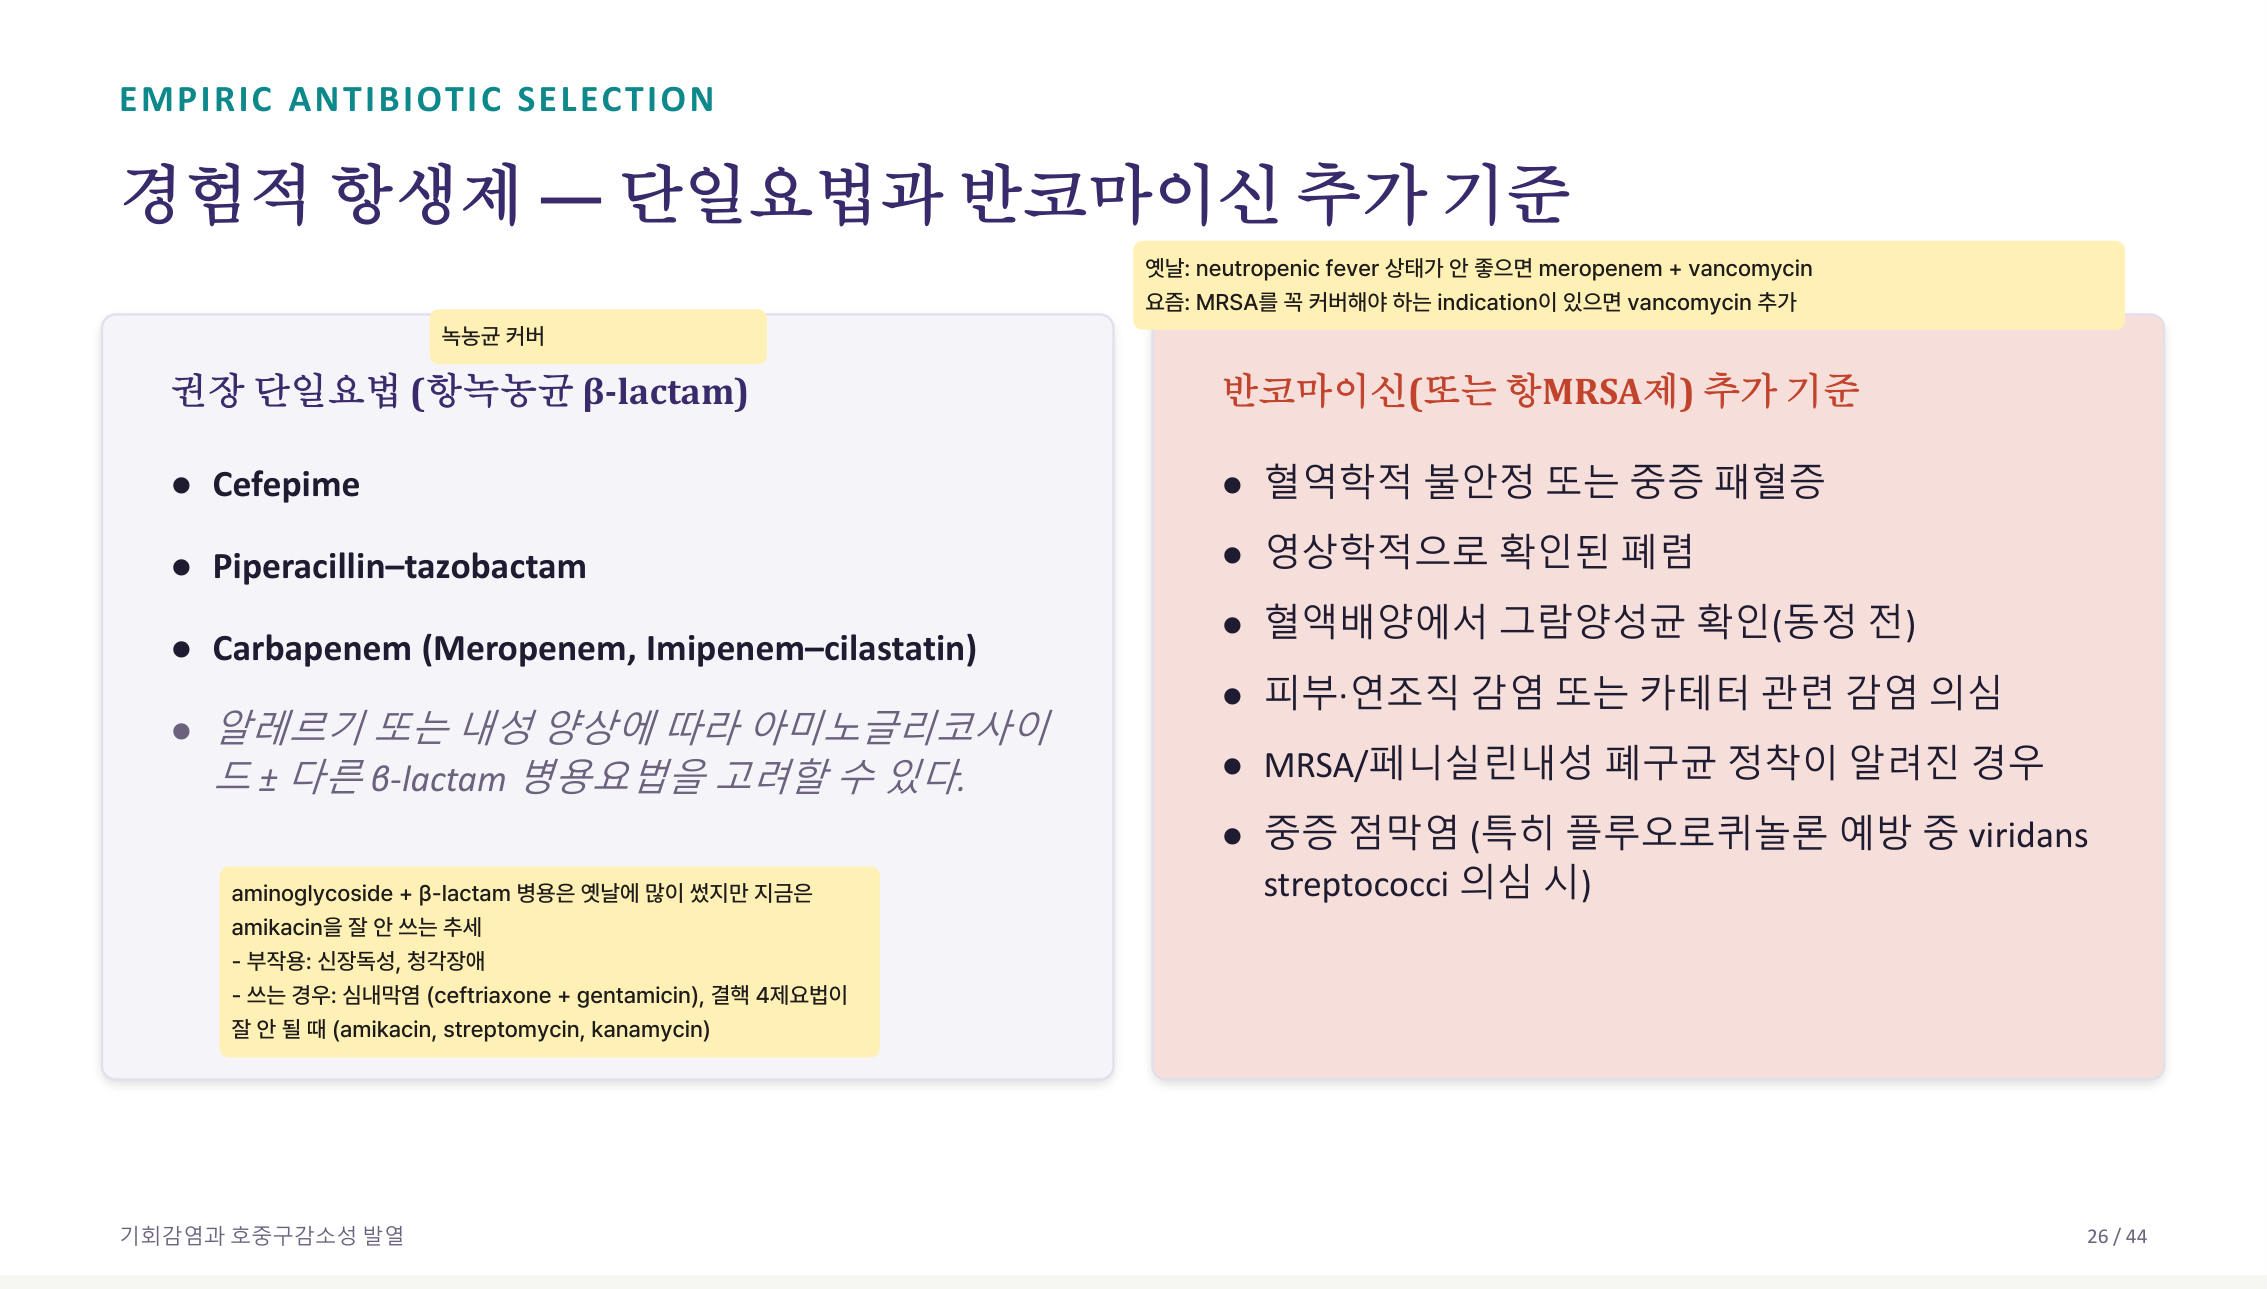 EMPIRIC ANTIBIOTIC SELECTION
경험적 항생제 — 단일요법과 반코마이신 추가 기준
옛날: neutropenic fever 상태가 안 좋으면 meropenem + vancomycin
요즘: MRSA를 꼭 커버해야 하는 indication이 있으면 vancomycin 추가
녹농균 커버
권장 단일요법 (항녹농균 β-lactam)
● Cefepime
● Piperacillin–tazobactam
● Carbapenem (Meropenem, Imipenem–cilastatin)
● 알레르기 또는 내성 양상에 따라 아미노글리코사이
드 ± 다른 β-lactam 병용요법을 고려할 수 있다.
aminoglycoside + β-lactam 병용은 옛날에 많이 썼지만 지금은
amikacin을 잘 안 쓰는 추세
- 부작용: 신장독성, 청각장애
- 쓰는 경우: 심내막염 (ceftriaxone + gentamicin), 결핵 4제요법이
잘 안 될 때 (amikacin, streptomycin, kanamycin)
반코마이신(또는 항MRSA제) 추가 기준
● 혈역학적 불안정 또는 중증 패혈증
● 영상학적으로 확인된 폐렴
● 혈액배양에서 그람양성균 확인(동정 전)
● 피부·연조직 감염 또는 카테터 관련 감염 의심
● MRSA/페니실린내성 폐구균 정착이 알려진 경우
● 중증 점막염 (특히 플루오로퀴놀론 예방 중 viridans
streptococci 의심 시)
기회감염과 호중구감소성 발열
26 / 44